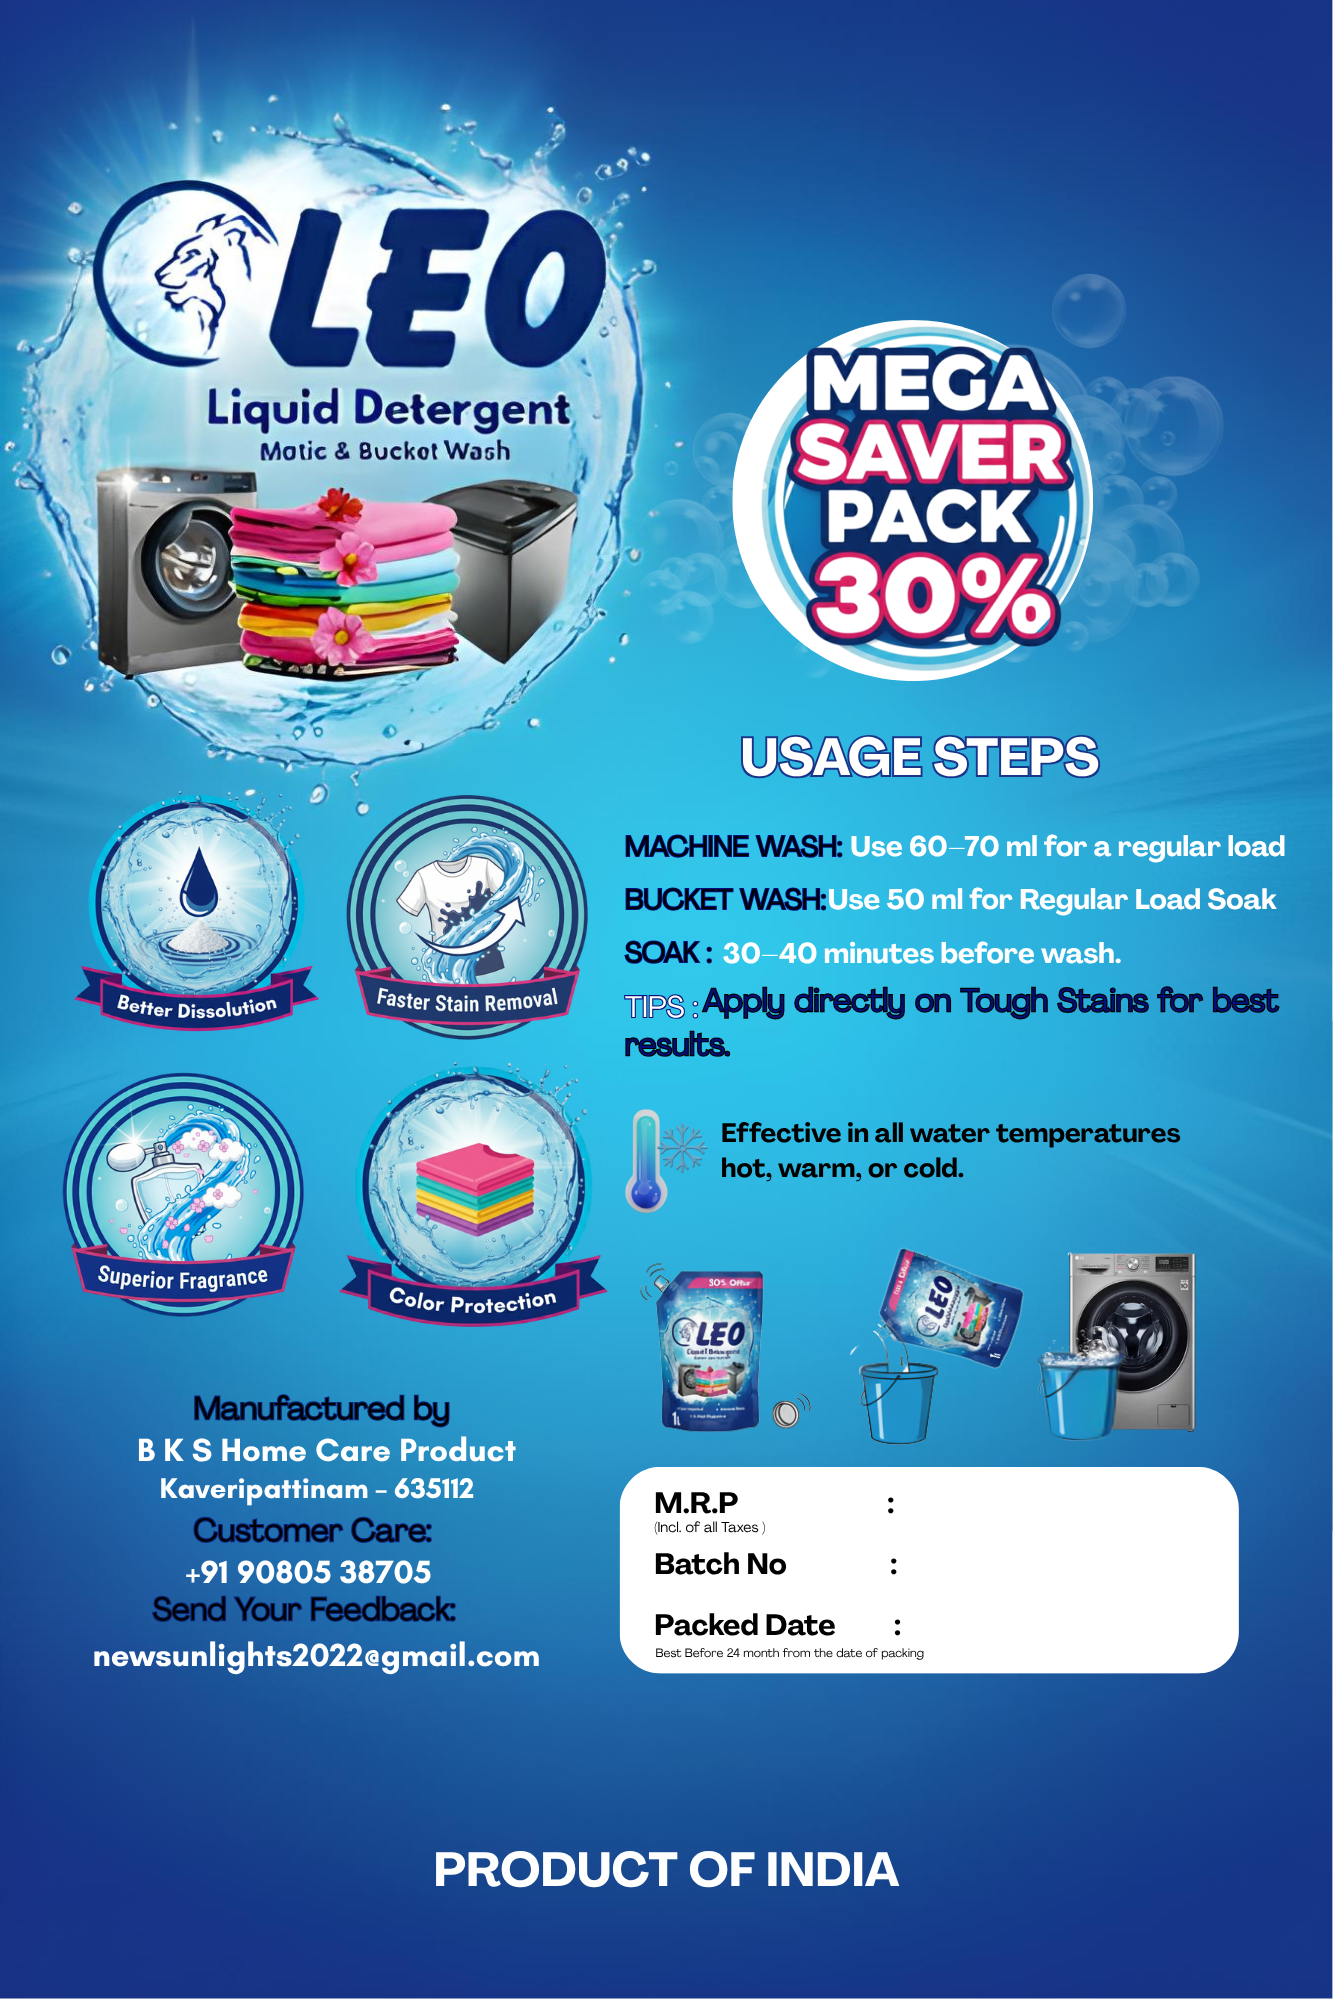 LEO
Liquid Detergent
Matic & Bucket Wash
MEGA
SAVER
PACK
30%
USAGE STEPS
MACHINE WASH: Use 60–70 ml for a regular load
BUCKET WASH:Use 50 ml for Regular Load Soak
SOAK : 30–40 minutes before wash.
TIPS : Apply directly on Tough Stains for best
results.
Better Dissolution
Faster Stain Removal
Superior Fragrance
Color Protection
Effective in all water temperatures
hot, warm, or cold.
30% Offer
LEO
Liquid Detergent
1L
LEO
Manufactured by
B K S Home Care Product
Kaveripattinam - 635112
Customer Care:
+91 90805 38705
Send Your Feedback:
newsunlights2022@gmail.com
M.R.P :
(Incl. of all Taxes )
Batch No :
Packed Date :
Best Before 24 month from the date of packing
PRODUCT OF INDIA